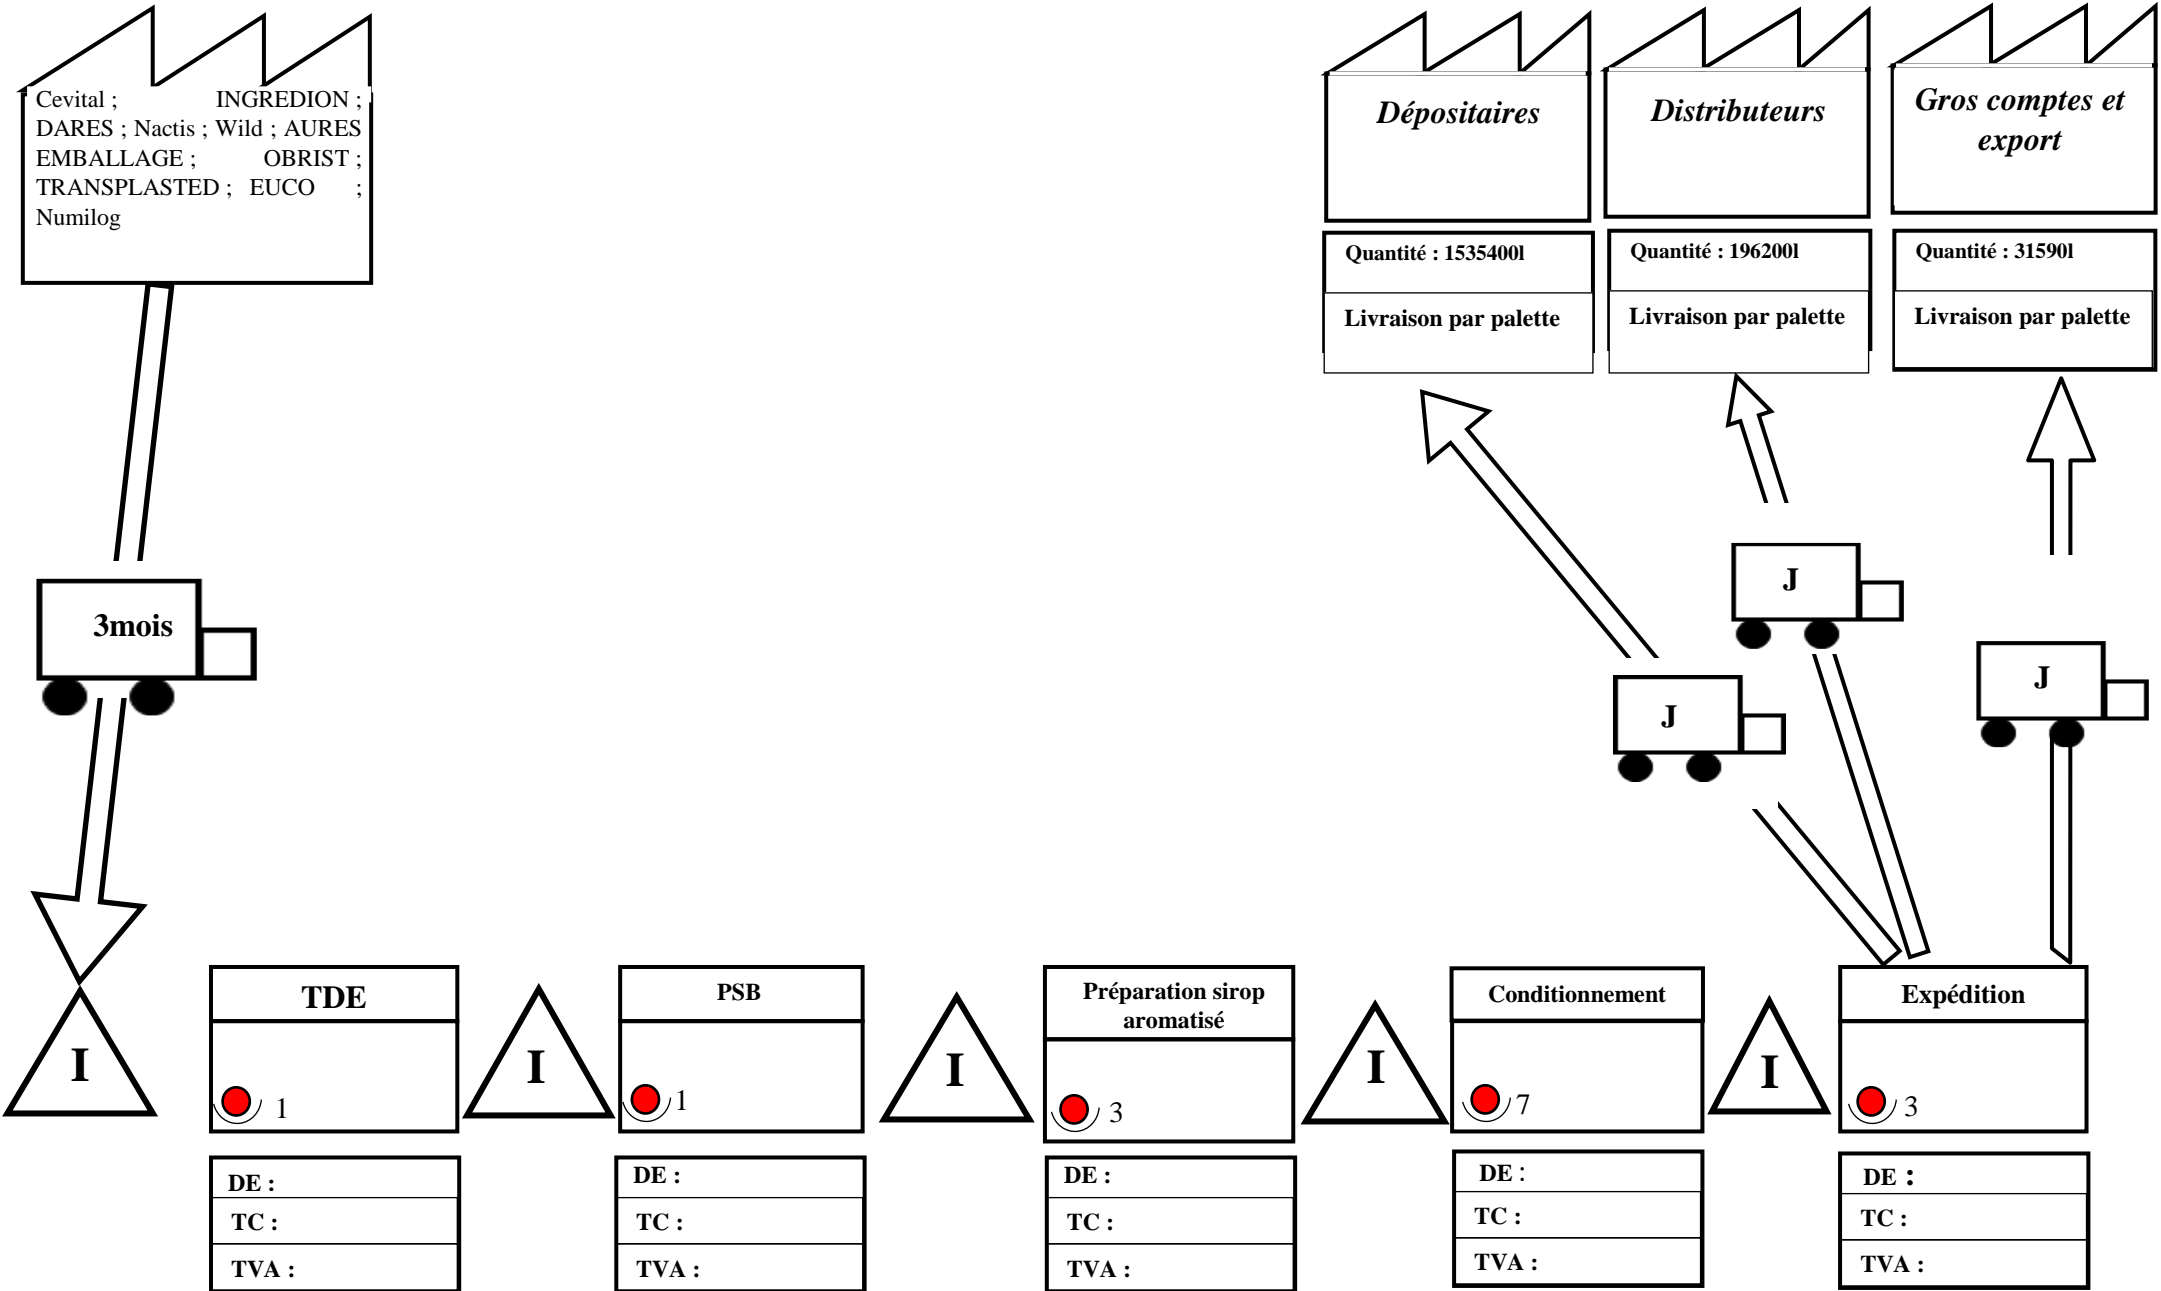 Cevital ; INGREDION ;
DARES ; Nactis ; Wild ; AURES
EMBALLAGE ; OBRIST ;
TRANSPLASTED ; EUCO ;
Numilog
Dépositaires
Quantité : 1535400l
Livraison par palette
Distributeurs
Quantité : 196200l
Livraison par palette
Gros comptes et
export
Quantité : 31590l
Livraison par palette
3mois
J
J
J
I
TDE
1
DE :
TC :
TVA :
I
PSB
1
DE :
TC :
TVA :
I
Préparation sirop
aromatisé
3
DE :
TC :
TVA :
I
Conditionnement
7
DE :
TC :
TVA :
I
Expédition
3
DE :
TC :
TVA :